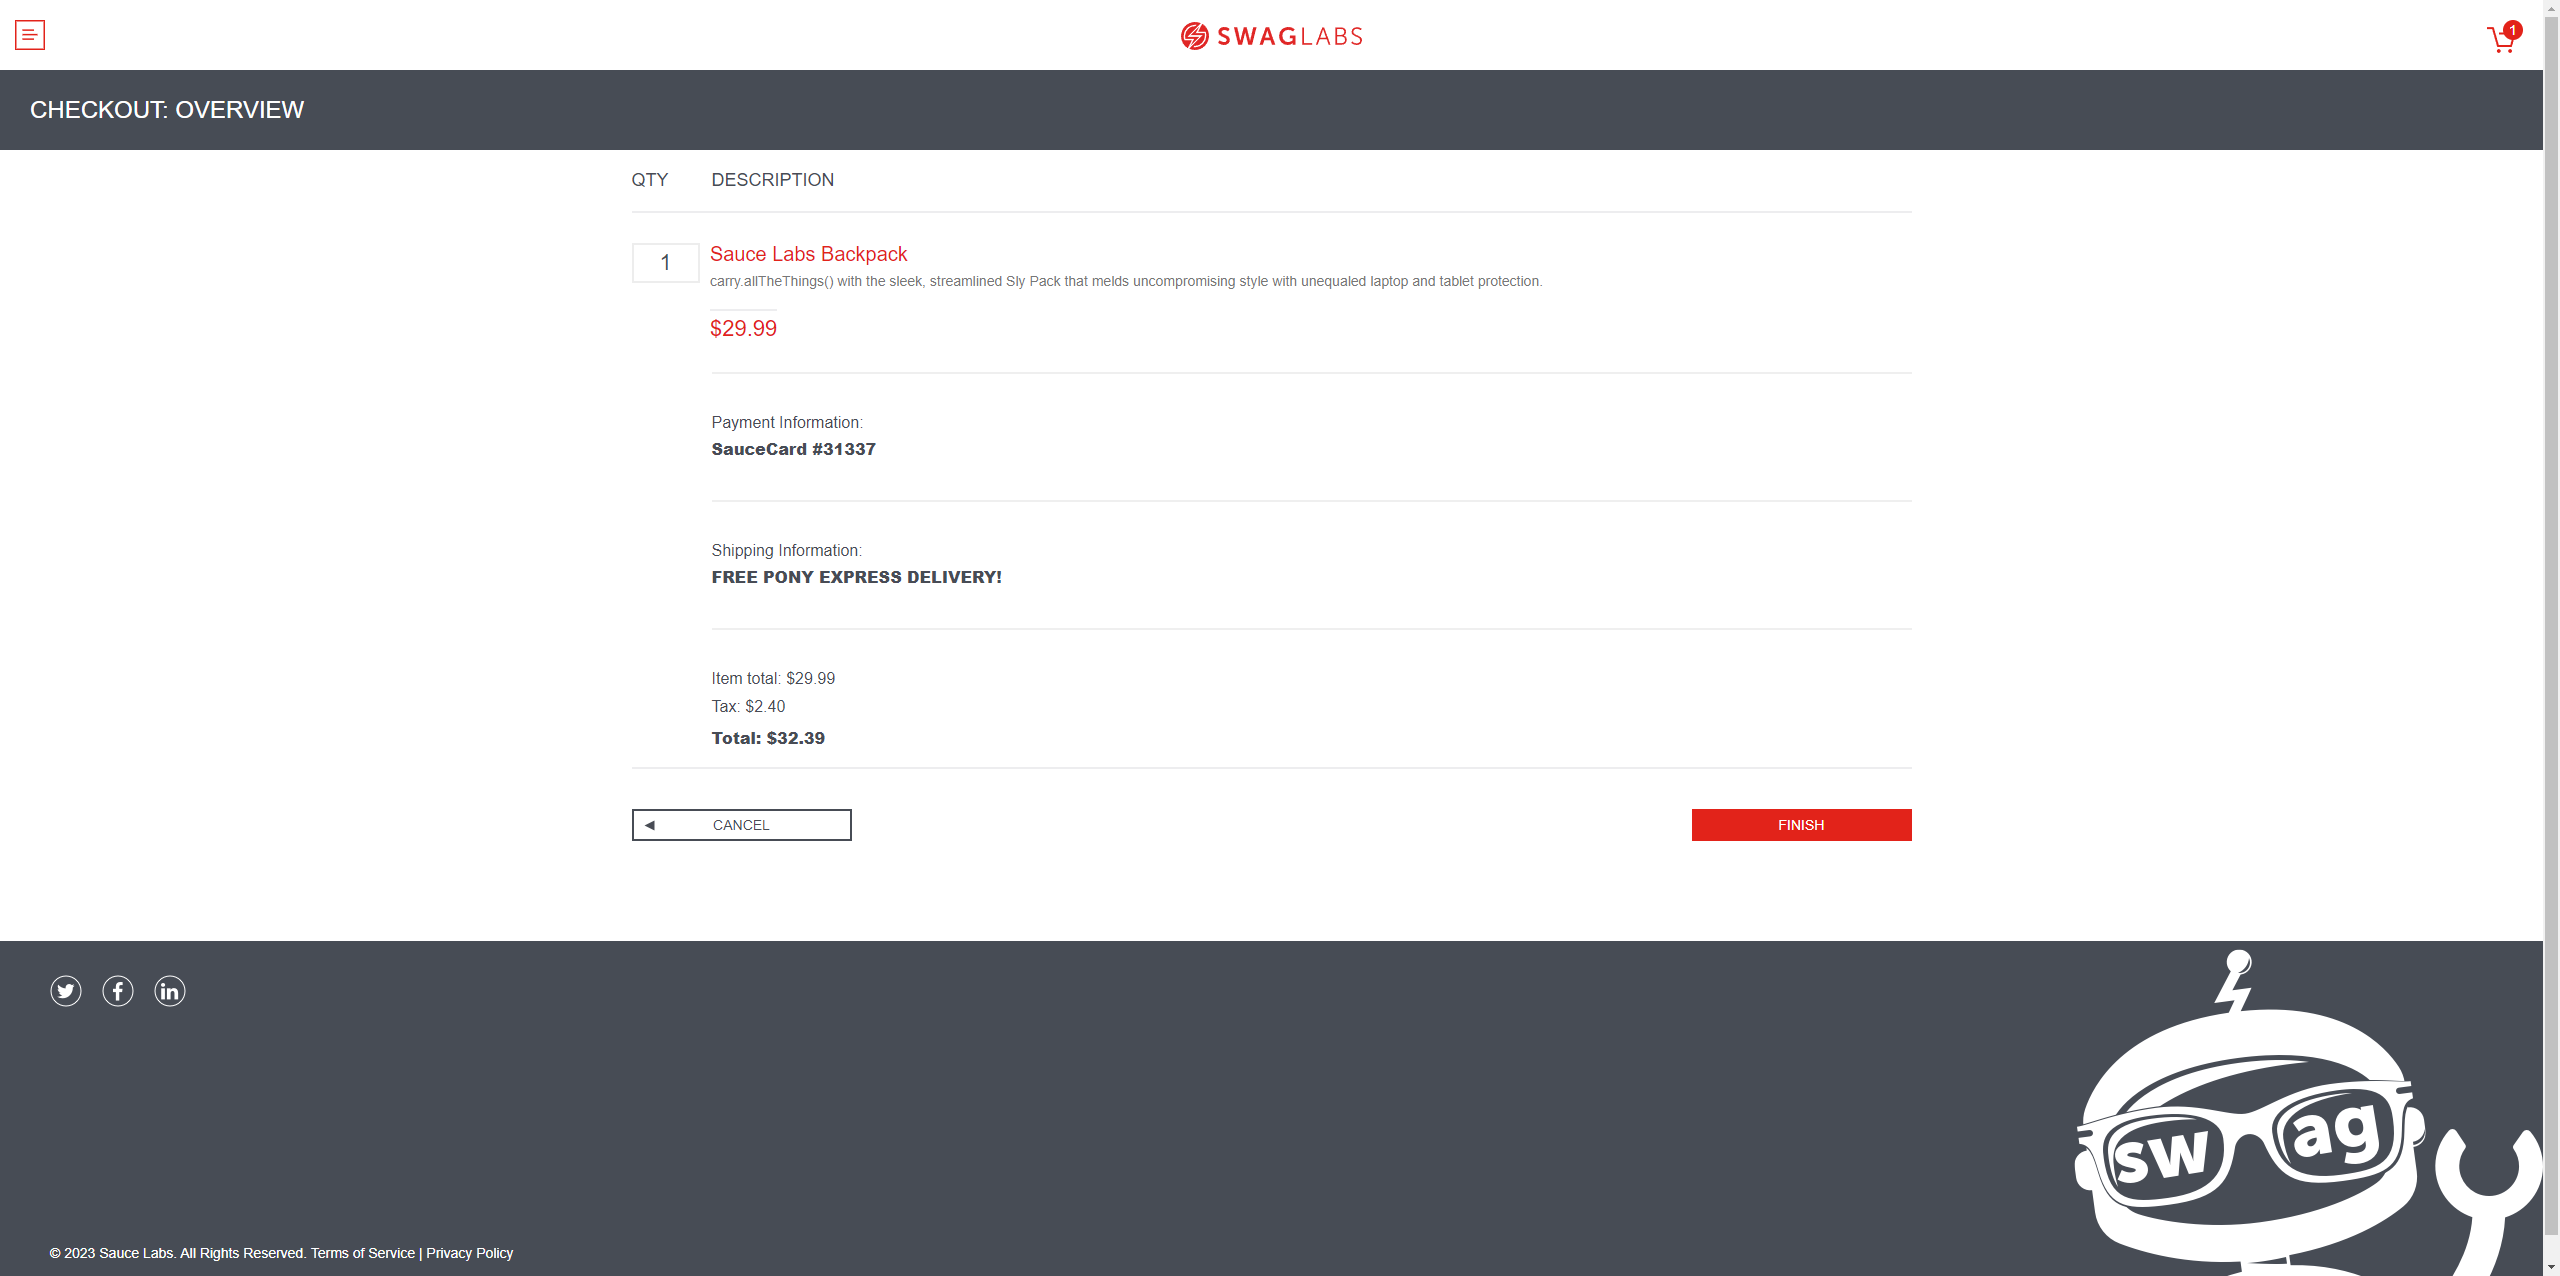 SWAGLABS
1
CHECKOUT: OVERVIEW
QTY DESCRIPTION
1 Sauce Labs Backpack
carry.allTheThings() with the sleek, streamlined Sly Pack that melds uncompromising style with unequaled laptop and tablet protection.
$29.99
Payment Information:
SauceCard #31337
Shipping Information:
FREE PONY EXPRESS DELIVERY!
Item total: $29.99
Tax: $2.40
Total: $32.39
CANCEL FINISH
swag
© 2023 Sauce Labs. All Rights Reserved. Terms of Service | Privacy Policy